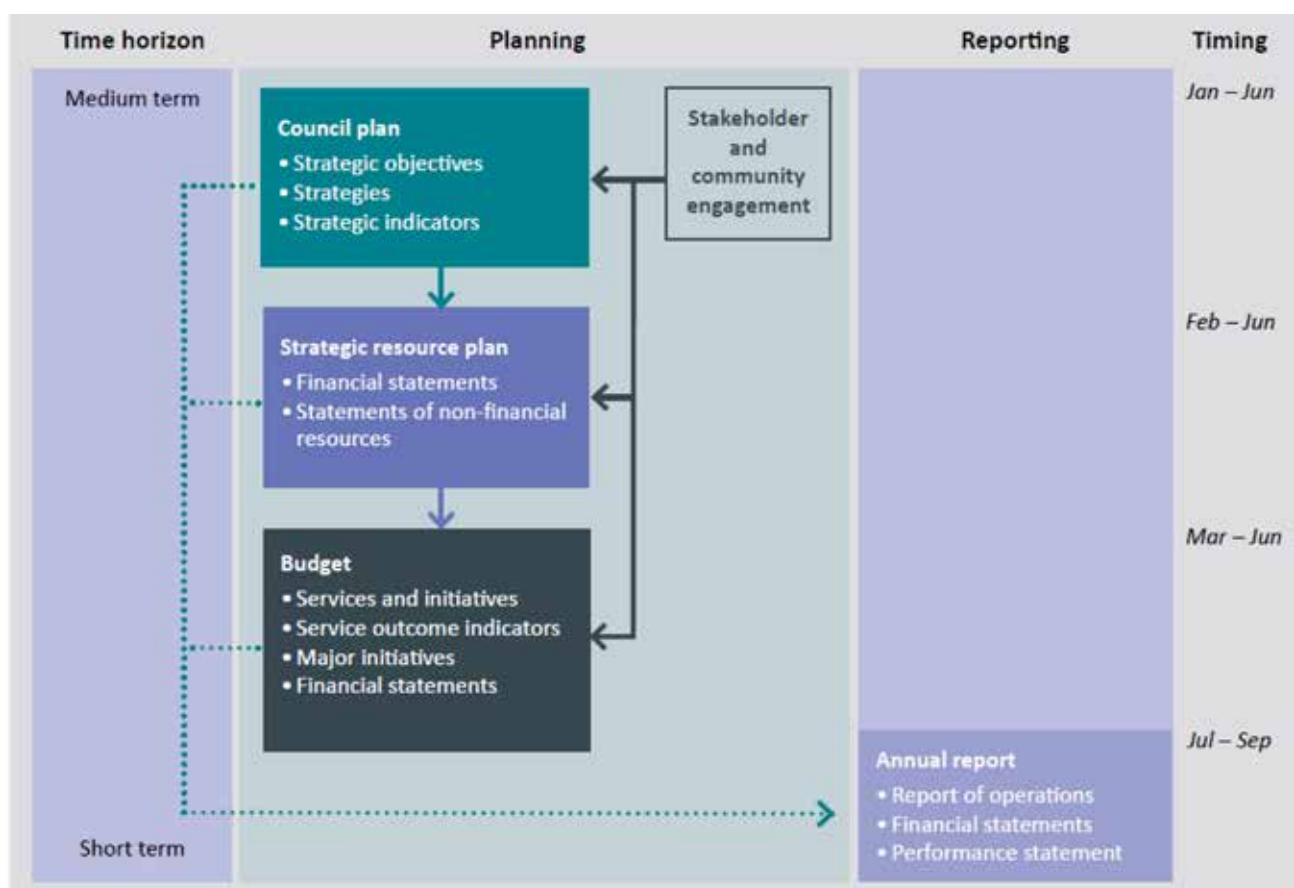 Time horizon
Planning
Reporting
Timing
Medium term
Jan – Jun
Council plan
• Strategic objectives
• Strategies
• Strategic indicators
Stakeholder
and
community
engagement
Feb – Jun
Strategic resource plan
• Financial statements
• Statements of non-financial
resources
Mar – Jun
Budget
• Services and initiatives
• Service outcome indicators
• Major initiatives
• Financial statements
Jul – Sep
Annual report
• Report of operations
• Financial statements
• Performance statement
Short term